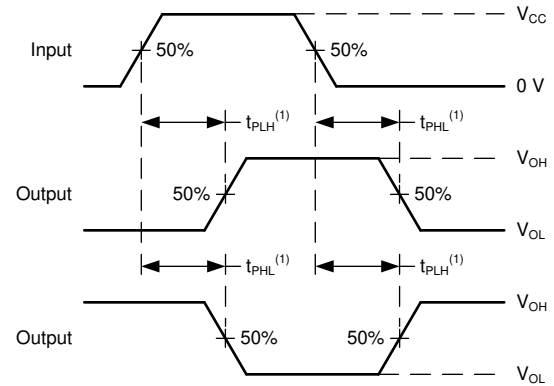 V_CC
Input 50% 50%
0 V
t_PLH^(1) t_PHL^(1)
V_OH
Output 50% 50%
V_OL
t_PHL^(1) t_PLH^(1)
V_OH
Output 50% 50%
V_OL